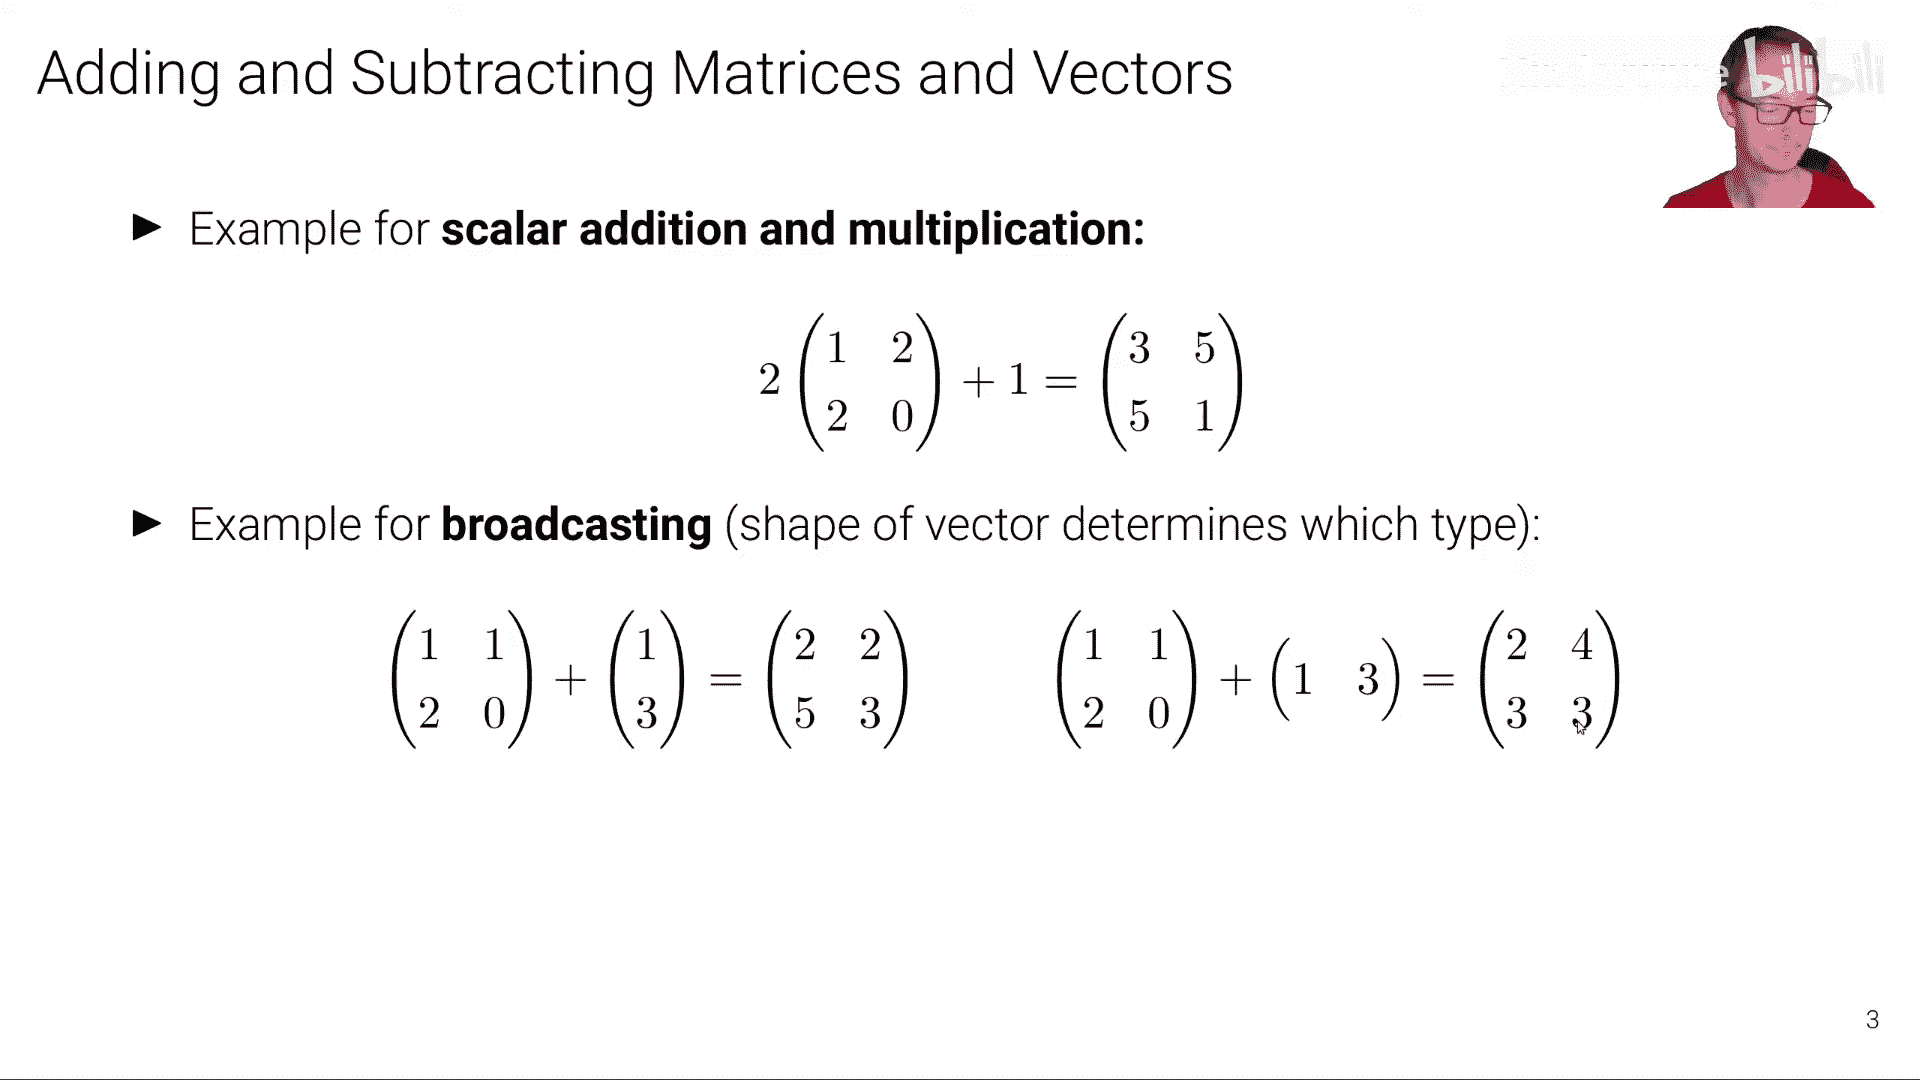 Adding and Subtracting Matrices and Vectors
bilibili
► Example for scalar addition and multiplication:
2 (1 2
2 0) + 1 = (3 5
5 1)
► Example for broadcasting (shape of vector determines which type):
(1 1
2 0) + (1
3) = (2 2
5 3)
(1 1
2 0) + (1 3) = (2 4
3 3)
3